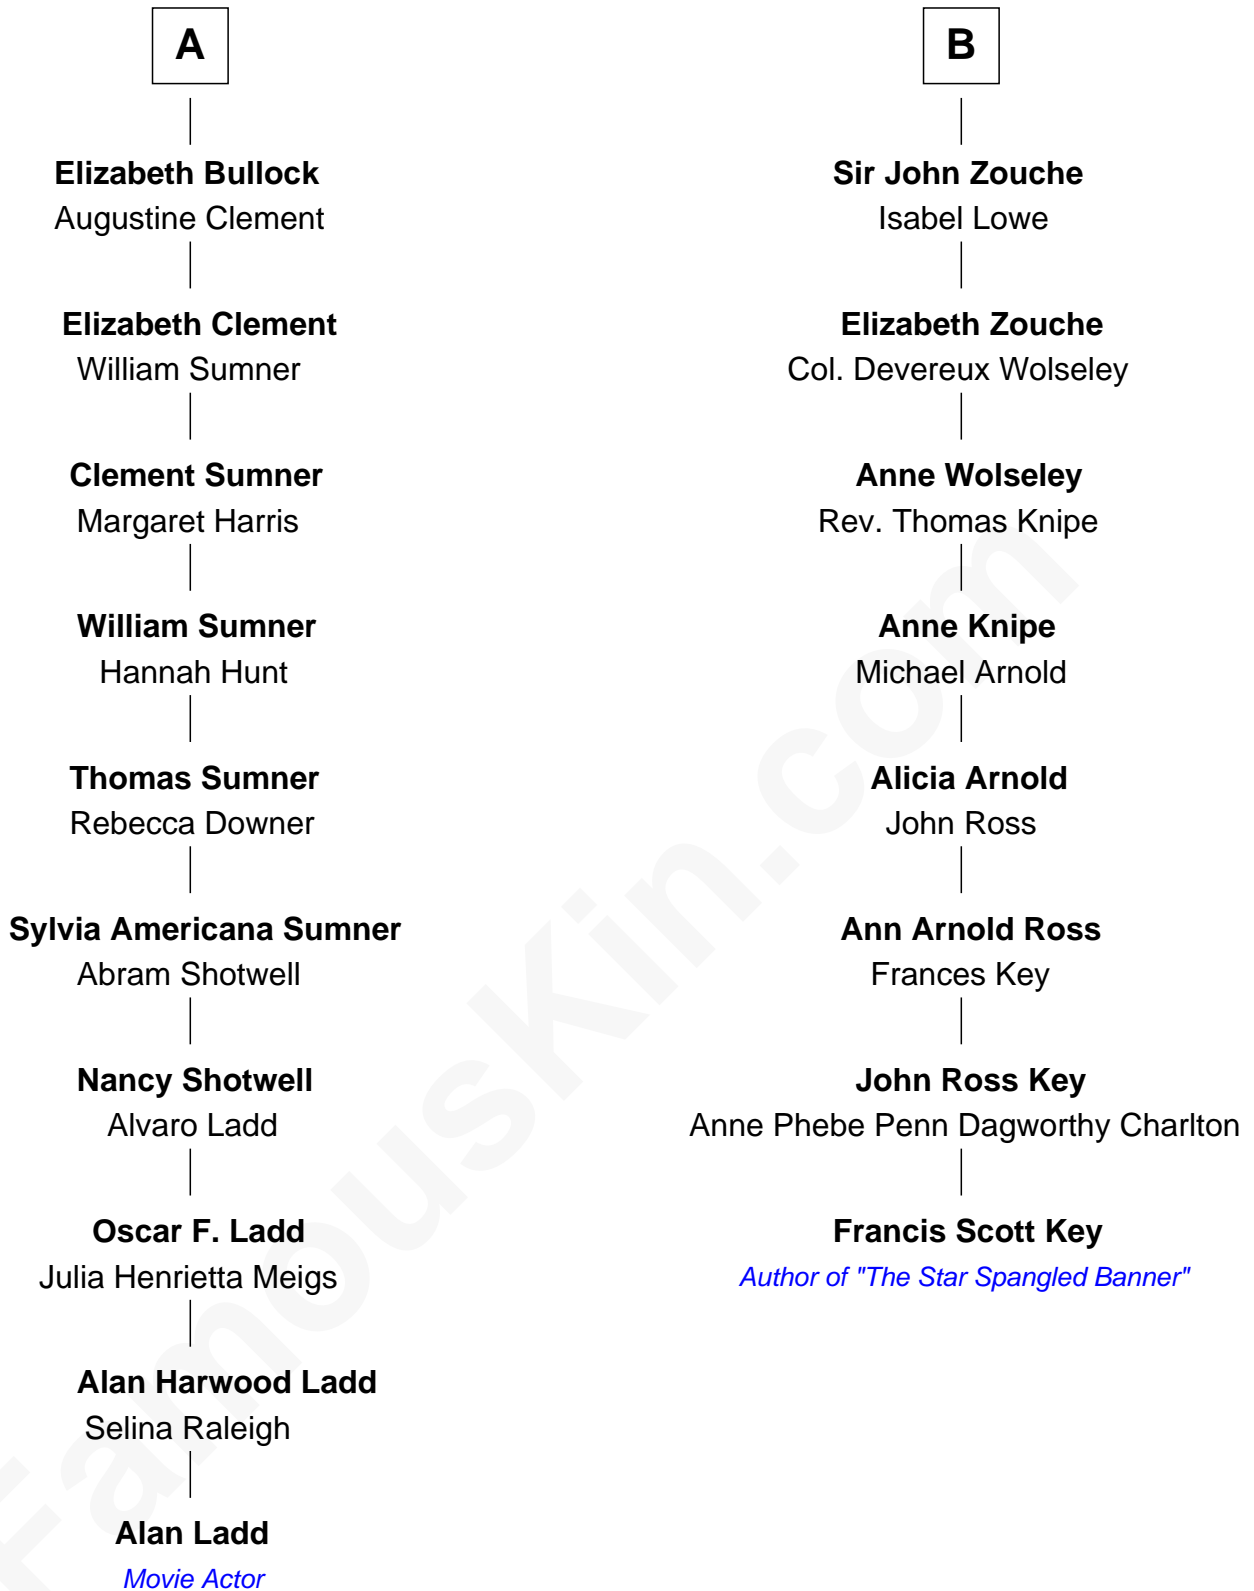 A
Elizabeth Bullock
Augustine Clement
Elizabeth Clement
William Sumner
Clement Sumner
Margaret Harris
William Sumner
Hannah Hunt
Thomas Sumner
Rebecca Downer
Sylvia Americana Sumner
Abram Shotwell
Nancy Shotwell
Alvaro Ladd
Oscar F. Ladd
Julia Henrietta Meigs
Alan Harwood Ladd
Selina Raleigh
Alan Ladd
Movie Actor
B
Sir John Zouche
Isabel Lowe
Elizabeth Zouche
Col. Devereux Wolseley
Anne Wolseley
Rev. Thomas Knipe
Anne Knipe
Michael Arnold
Alicia Arnold
John Ross
Ann Arnold Ross
Frances Key
John Ross Key
Anne Phebe Penn Dagworthy Charlton
Francis Scott Key
Author of "The Star Spangled Banner"
FamousKin.com